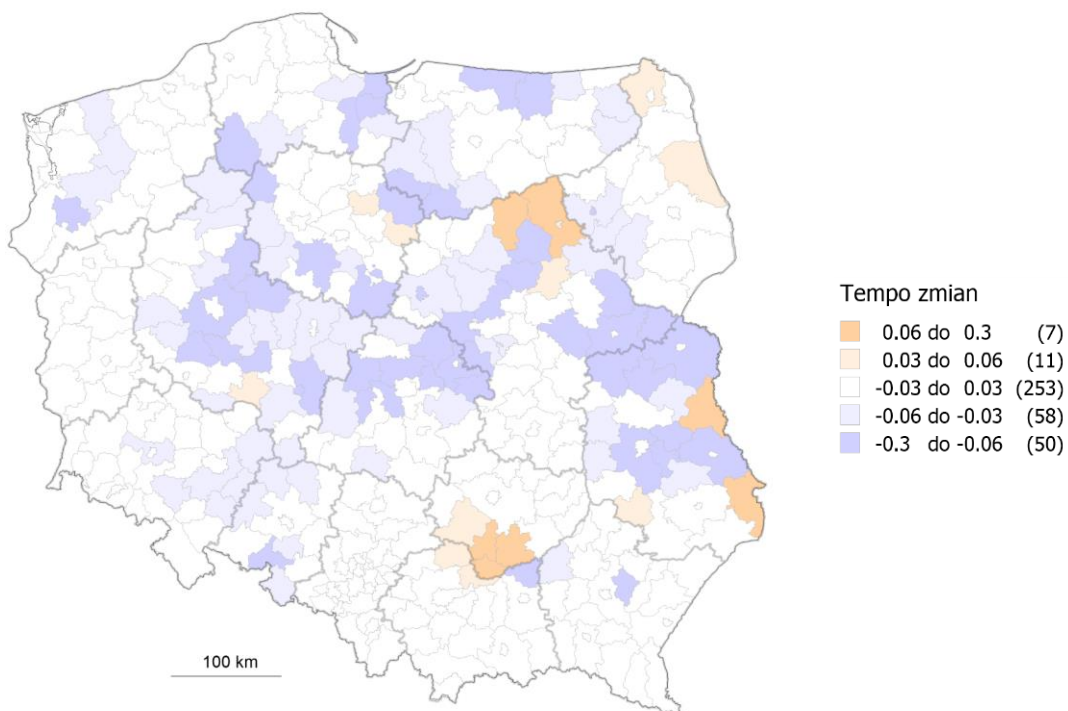 Tempo zmian
0.06 do 0.3 (7)
0.03 do 0.06 (11)
-0.03 do 0.03 (253)
-0.06 do -0.03 (58)
-0.3 do -0.06 (50)
100 km